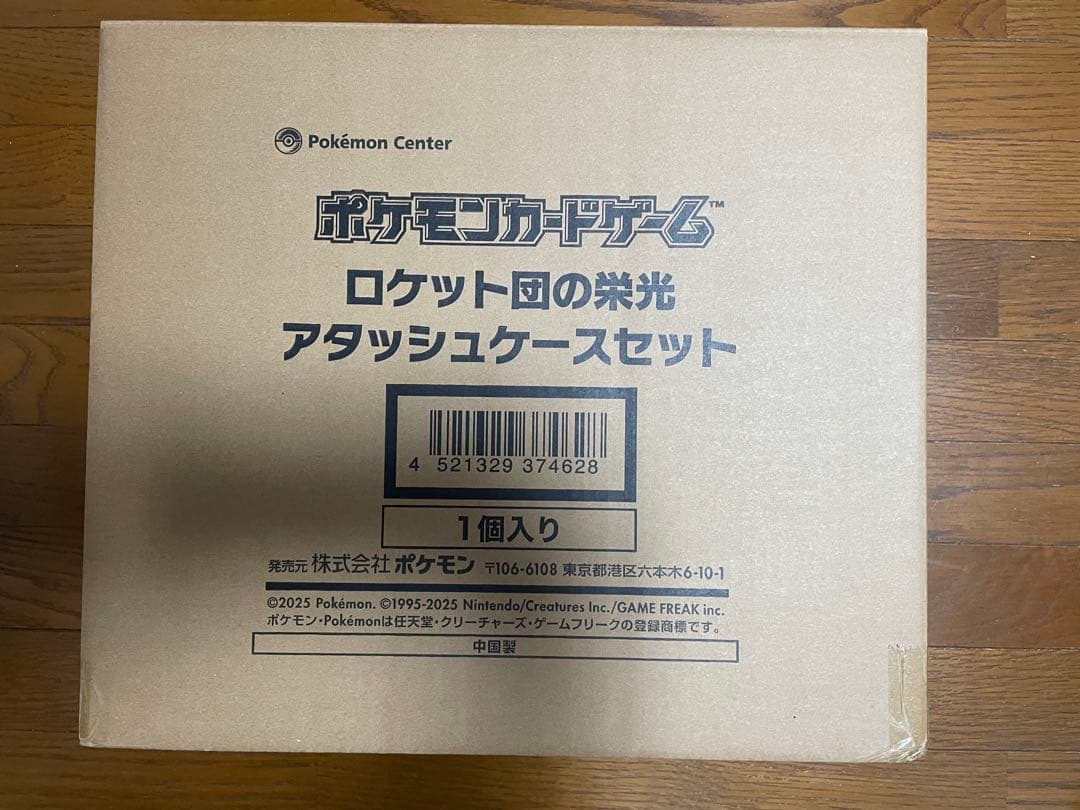 Pokémon Center
ポケモンカードゲーム™
ロケット団の栄光
アタッシュケースセット
4 521329 374628
1個入り
発売元 株式会社 ポケモン 〒106-6108 東京都港区六本木6-10-1
©2025 Pokémon. ©1995-2025 Nintendo/Creatures Inc./GAME FREAK inc.
ポケモン・Pokémonは任天堂・クリーチャーズ・ゲームフリークの登録商標です。
中国製